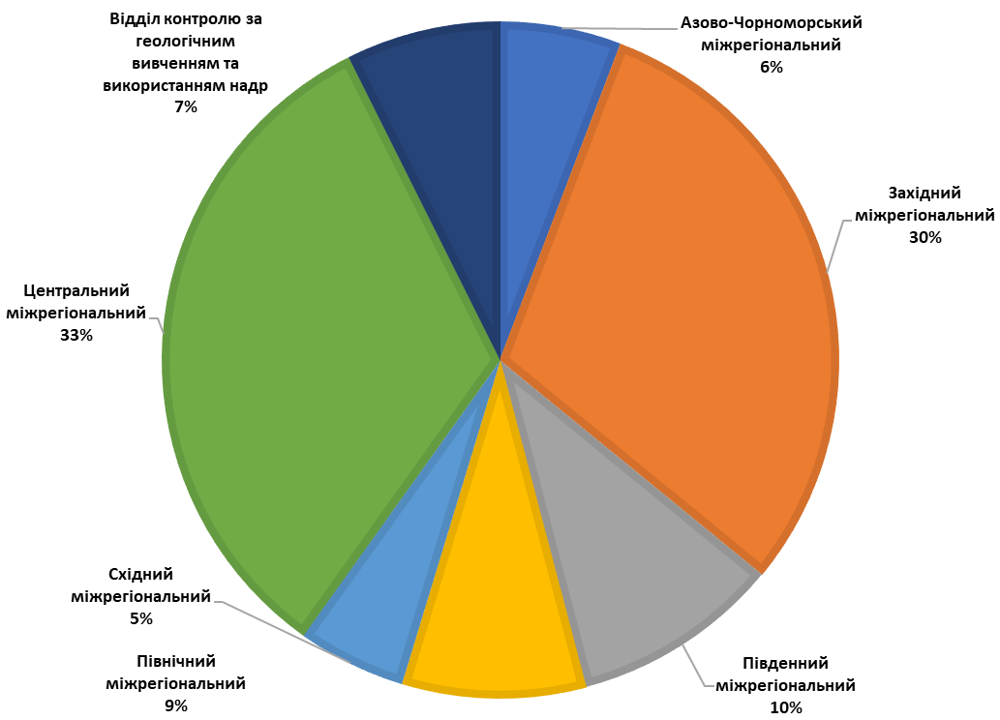 Відділ контролю за
геологічним
вивченням та
використанням надр
7%
Азово-Чорноморський
міжрегіональний
6%
Західний
міжрегіональний
30%
Центральний
міжрегіональний
33%
Східний
міжрегіональний
5%
Північний
міжрегіональний
9%
Південний
міжрегіональний
10%